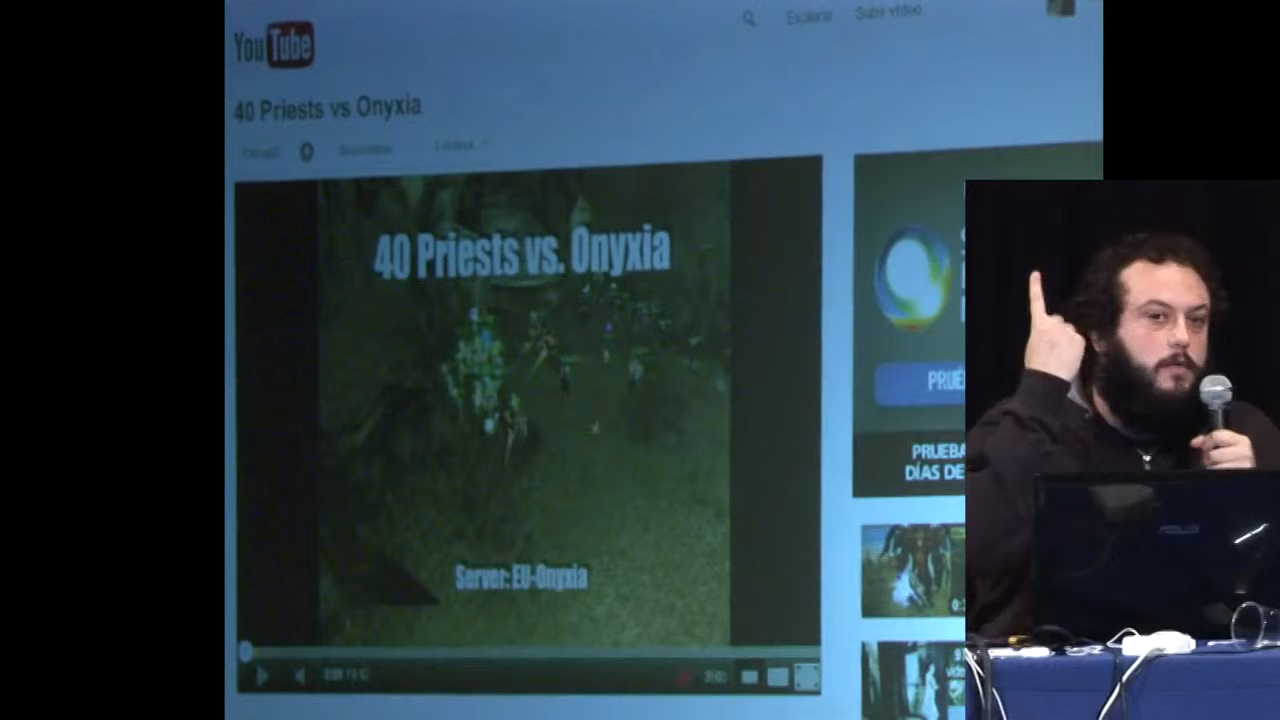 YouTube
Explorar Subir vídeo
40 Priests vs Onyxia
40 Priests vs. Onyxia
Server: EU-Onyxia
PRUEBA
DÍAS DE
ASUS